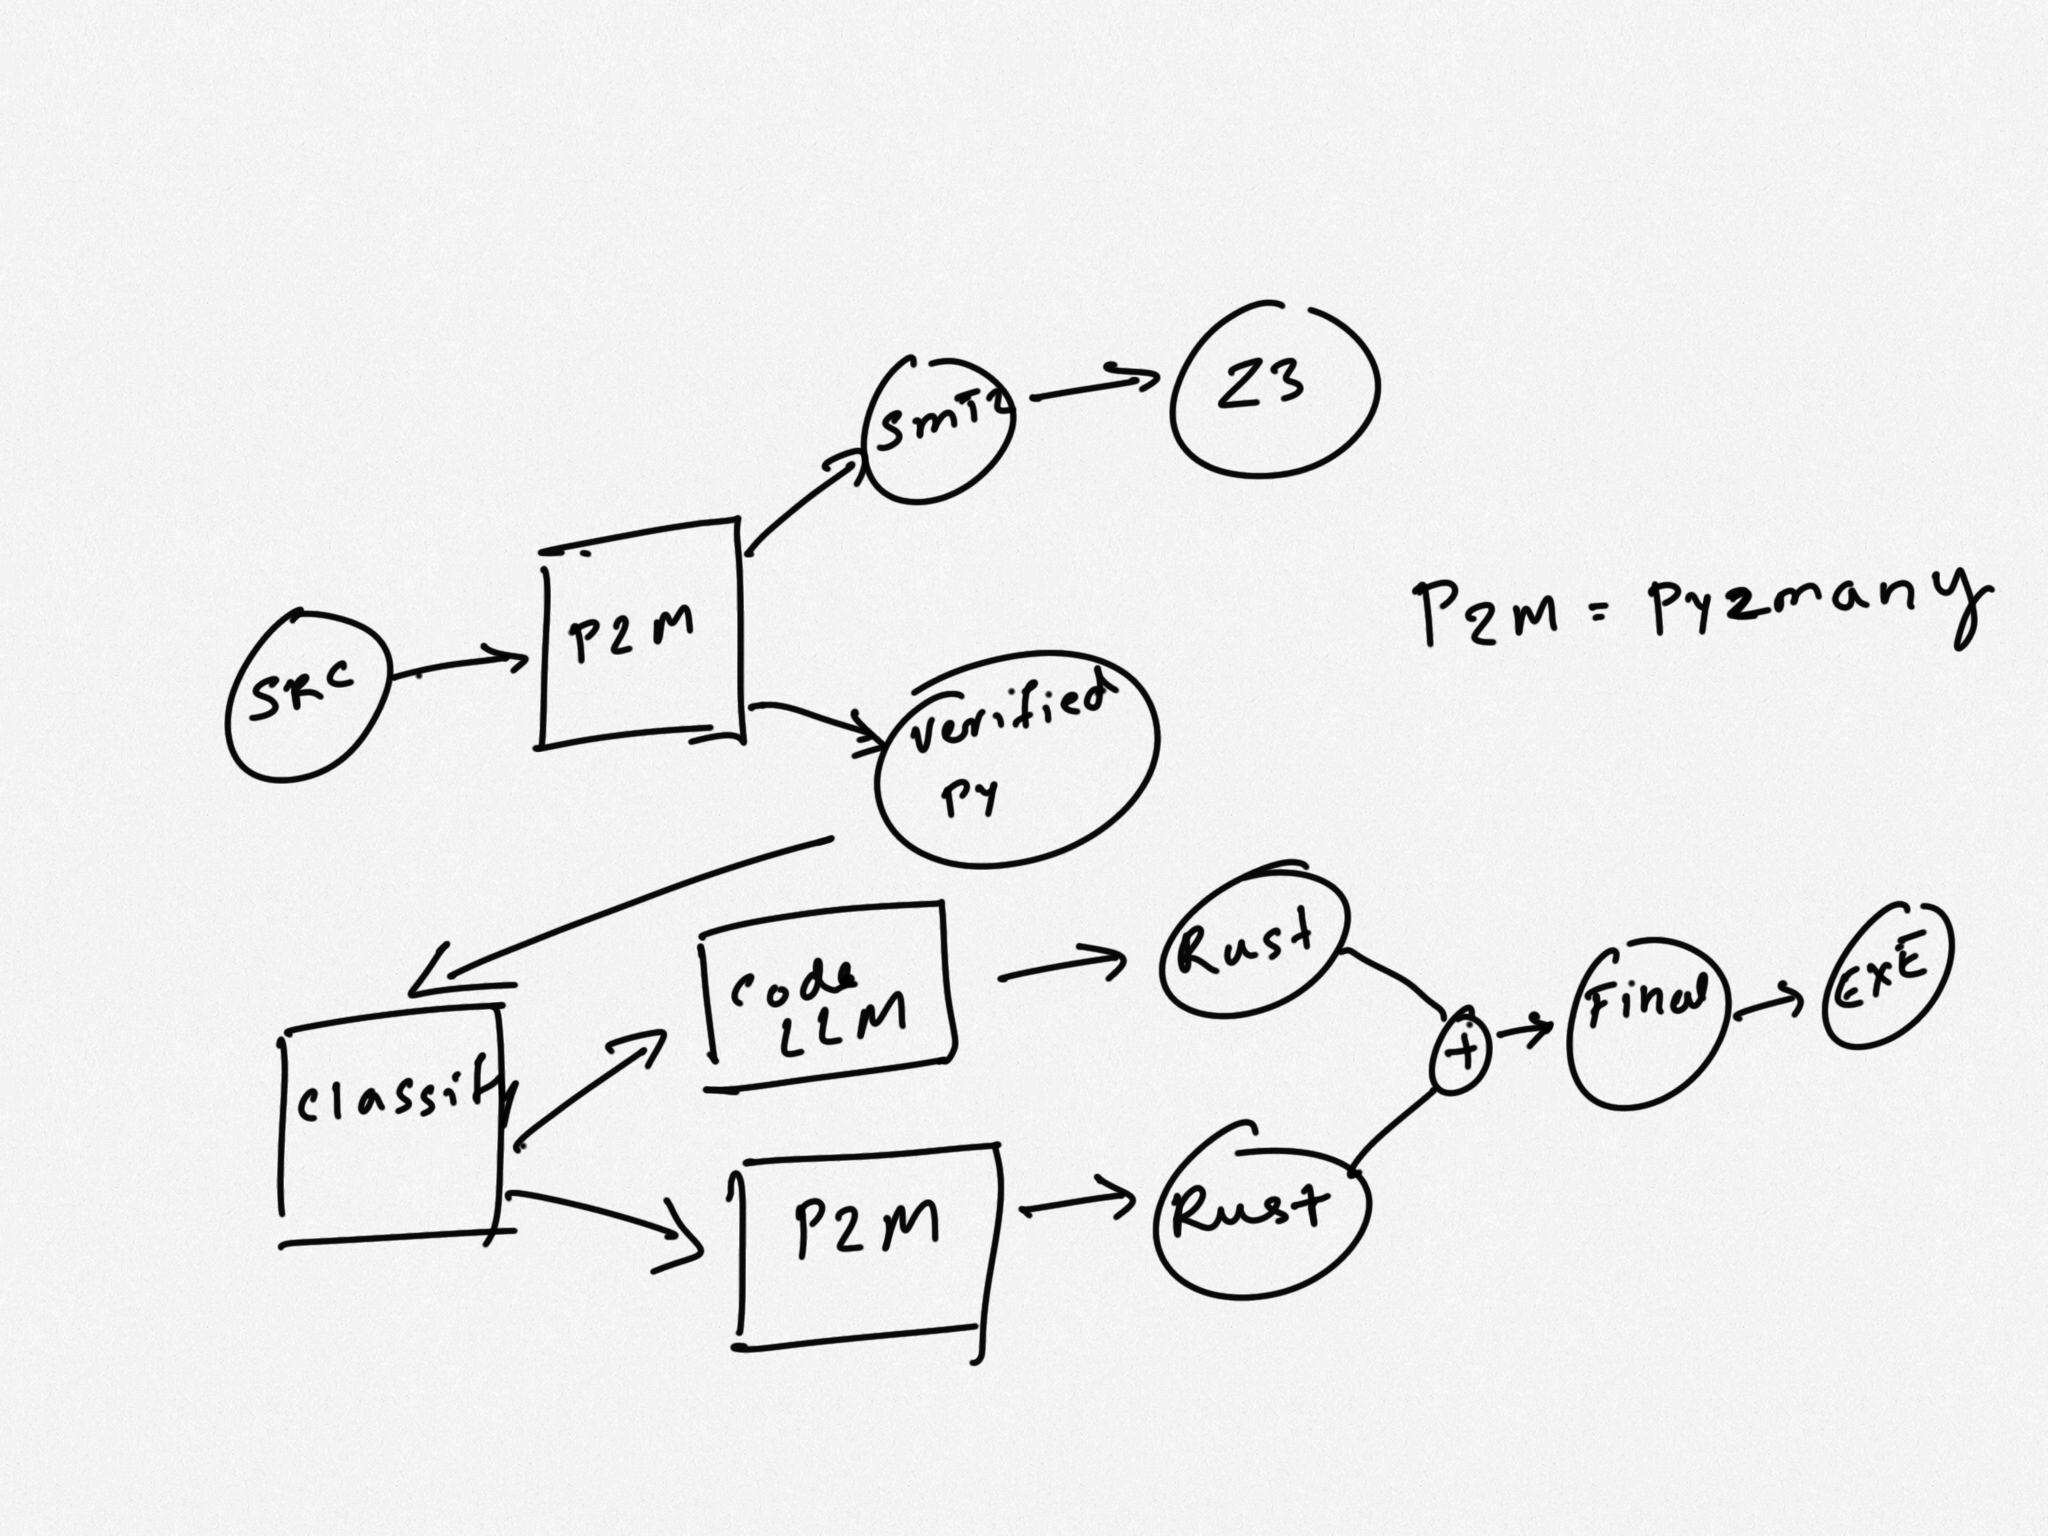 SMT2
Z3
P2M
P2M = Py2many
SRC
verified
PY
Code
LLM
Rust
Final
EXE
+
classify
P2M
Rust